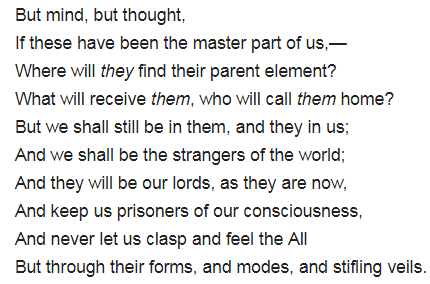 But mind, but thought,
If these have been the master part of us,—
Where will they find their parent element?
What will receive them, who will call them home?
But we shall still be in them, and they in us;
And we shall be the strangers of the world;
And they will be our lords, as they are now,
And keep us prisoners of our consciousness,
And never let us clasp and feel the All
But through their forms, and modes, and stifling veils.